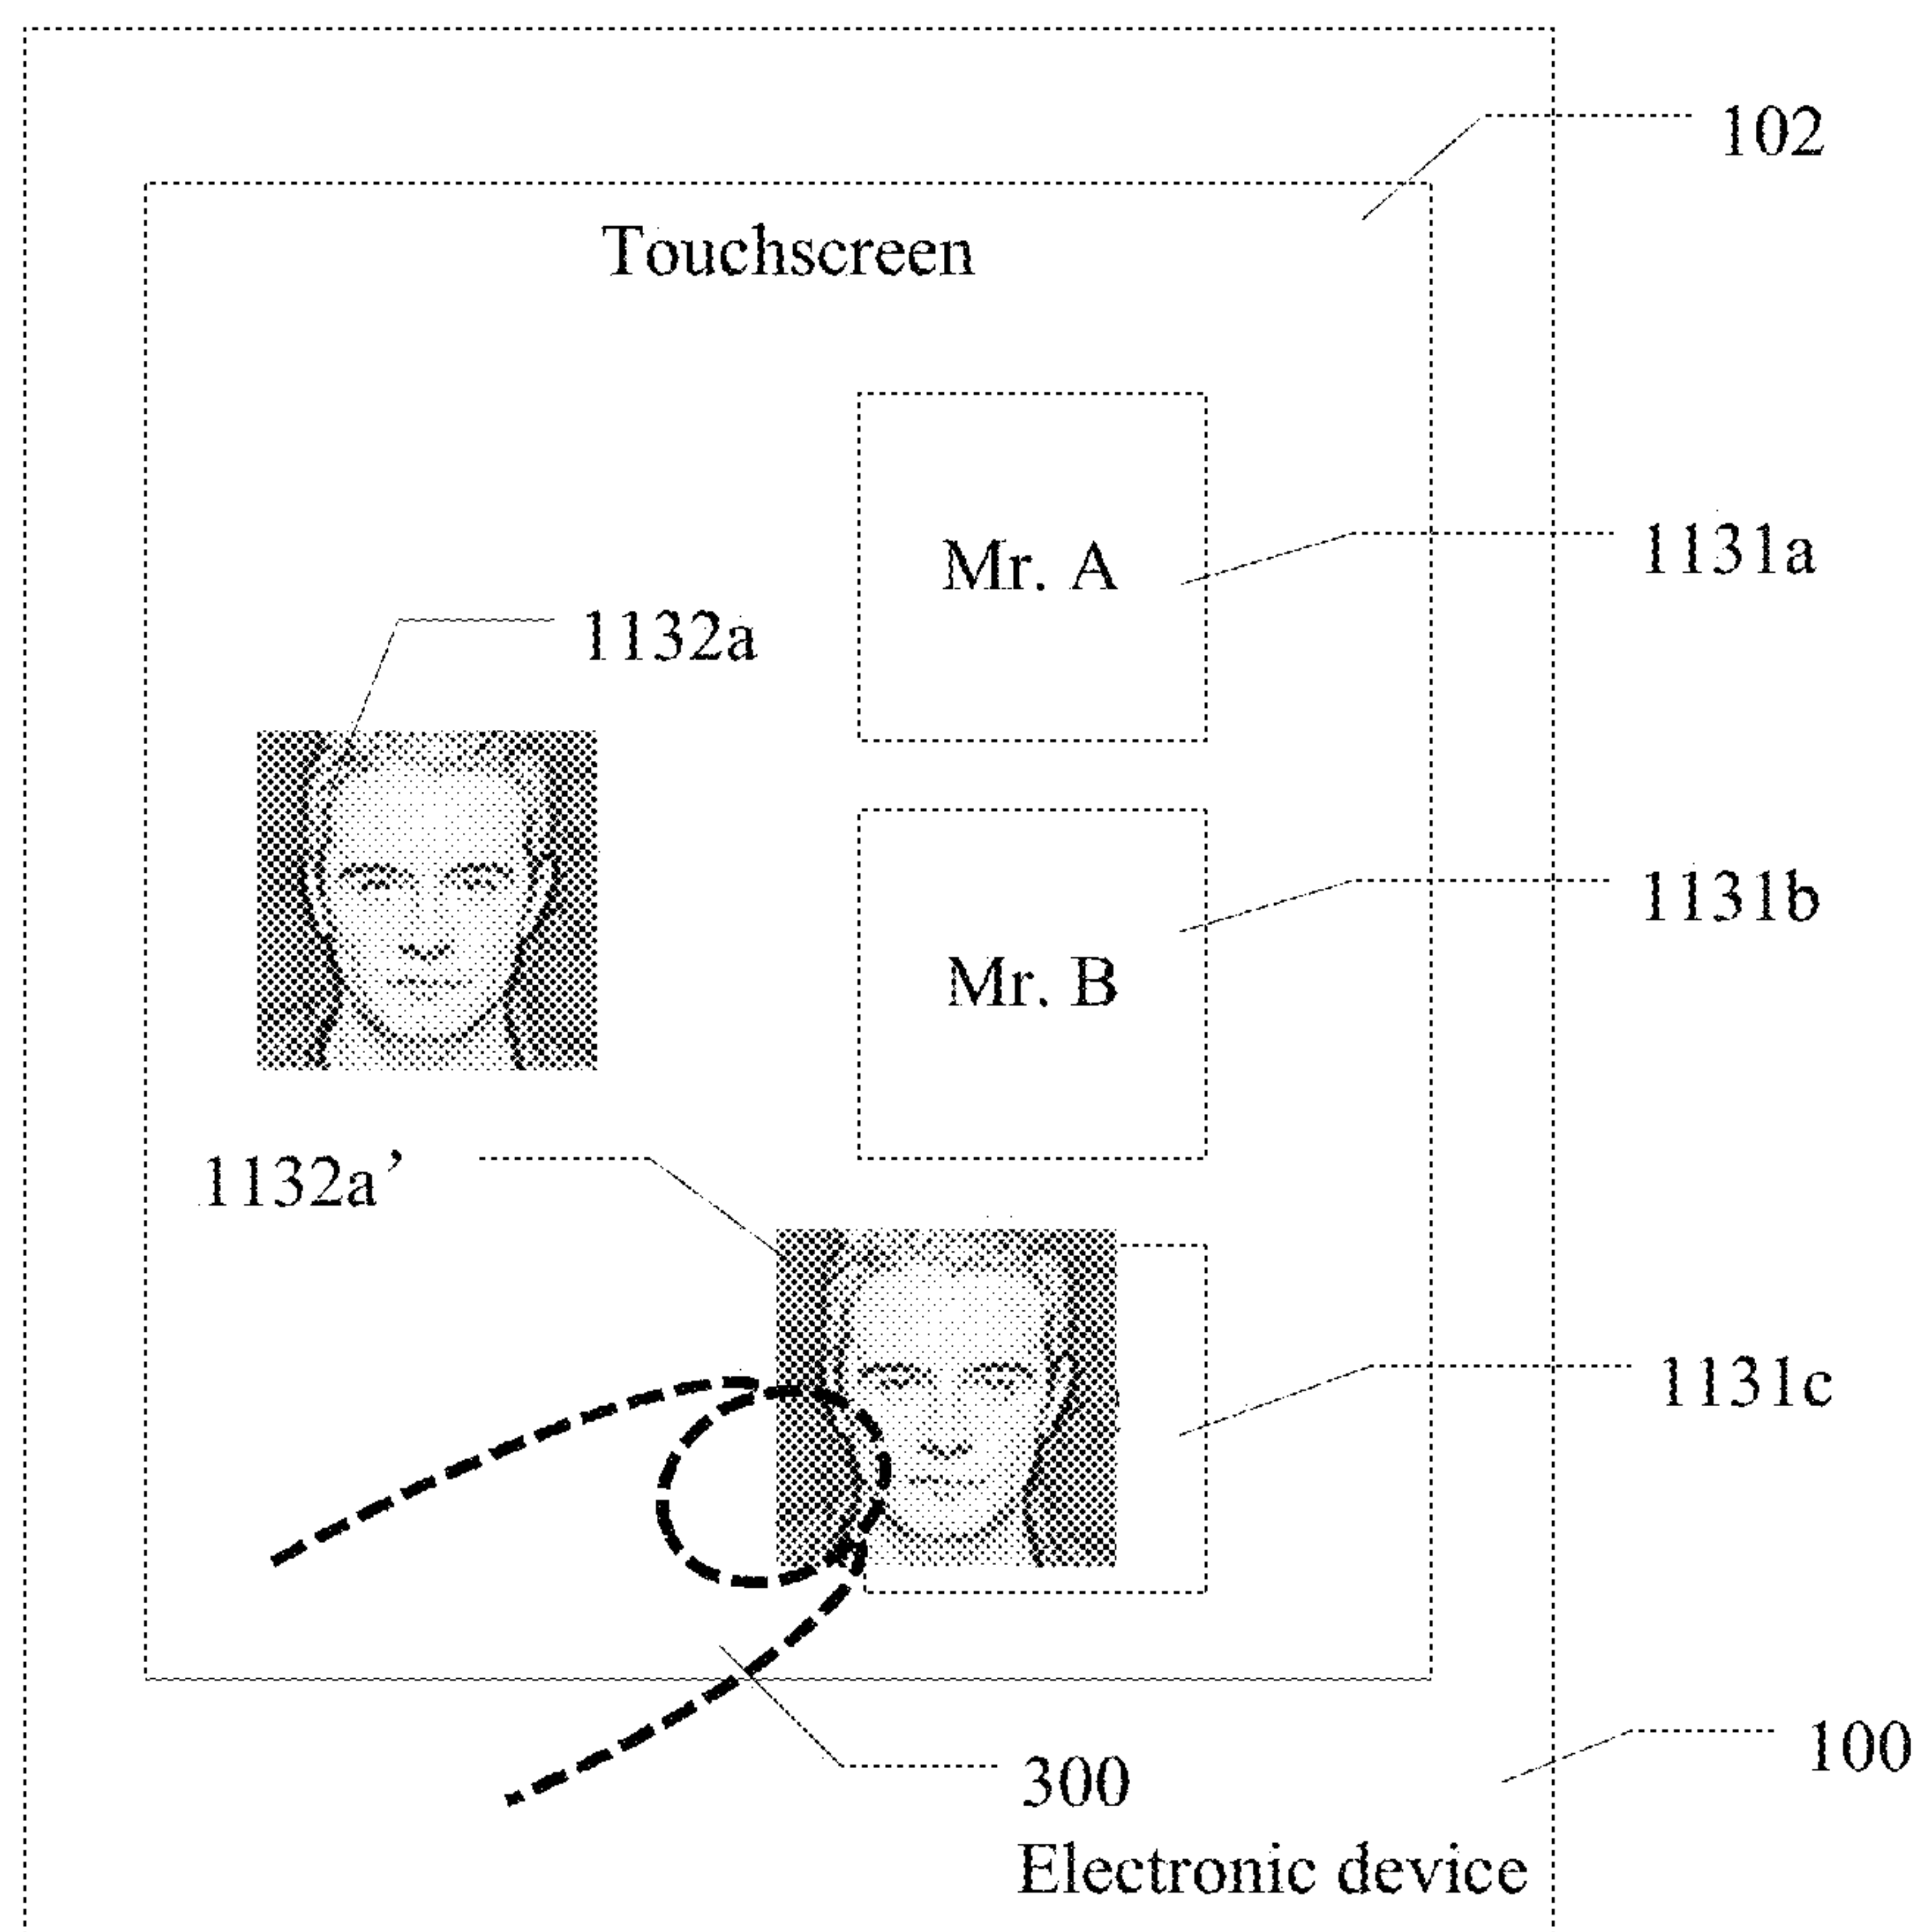 102
Touchscreen
Mr. A
1131a
1132a
1131b
Mr. B
1132a’
1131c
100
300
Electronic device